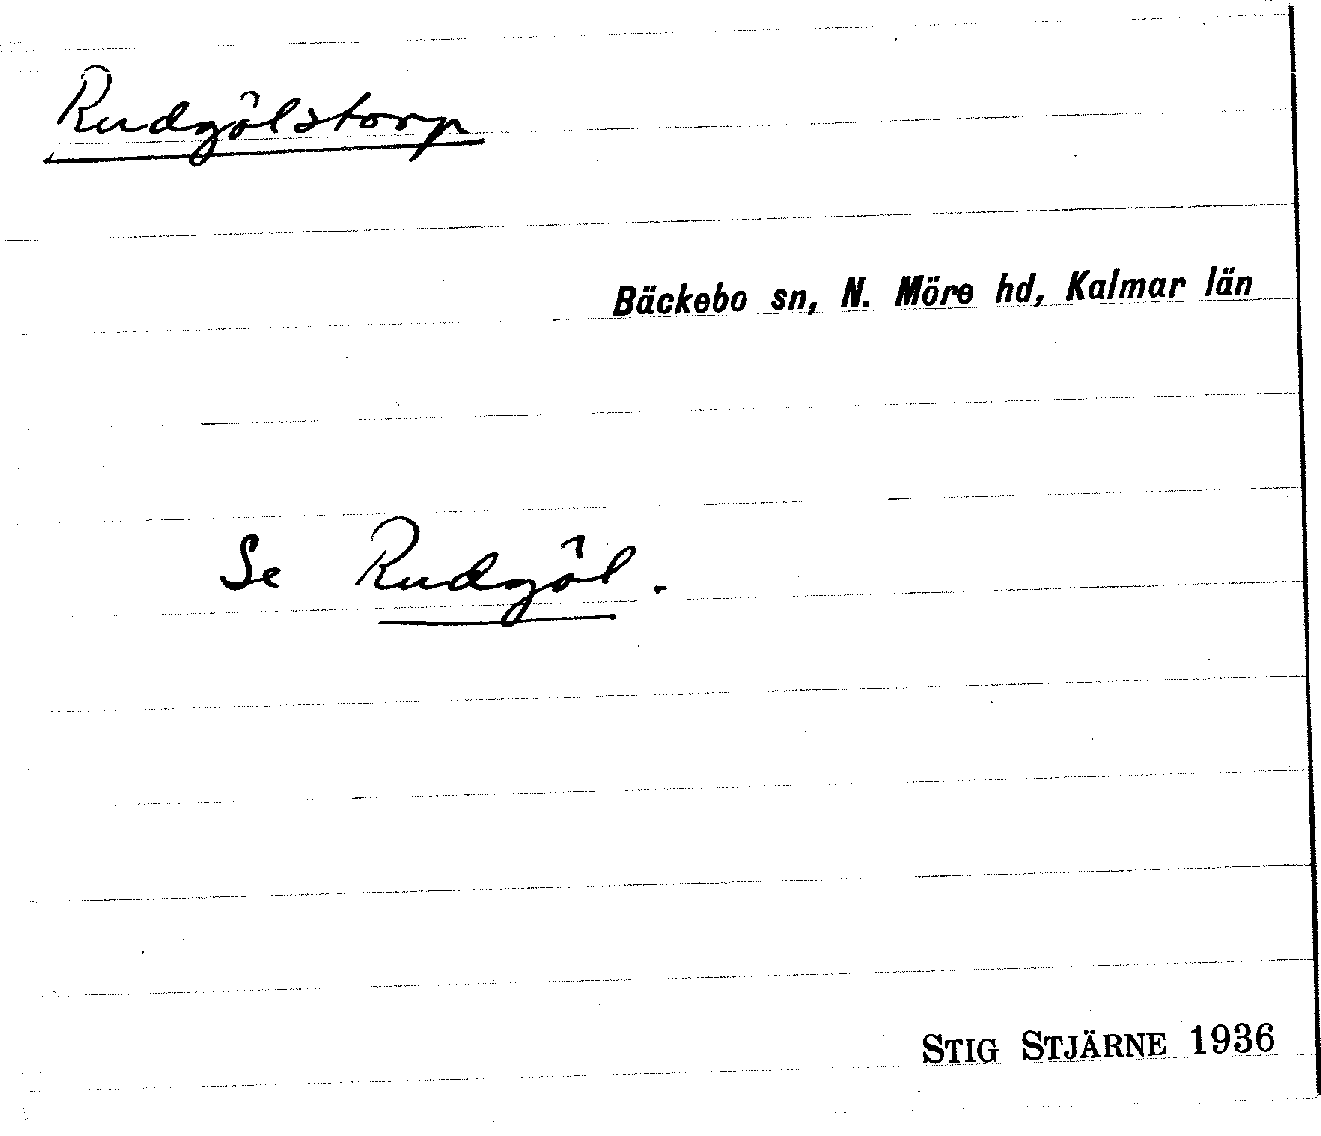 Rudgölstorp
Bäckebo sn, N. Möre hd, Kalmar län
Se Rudgöl.
STIG STJÄRNE 1936